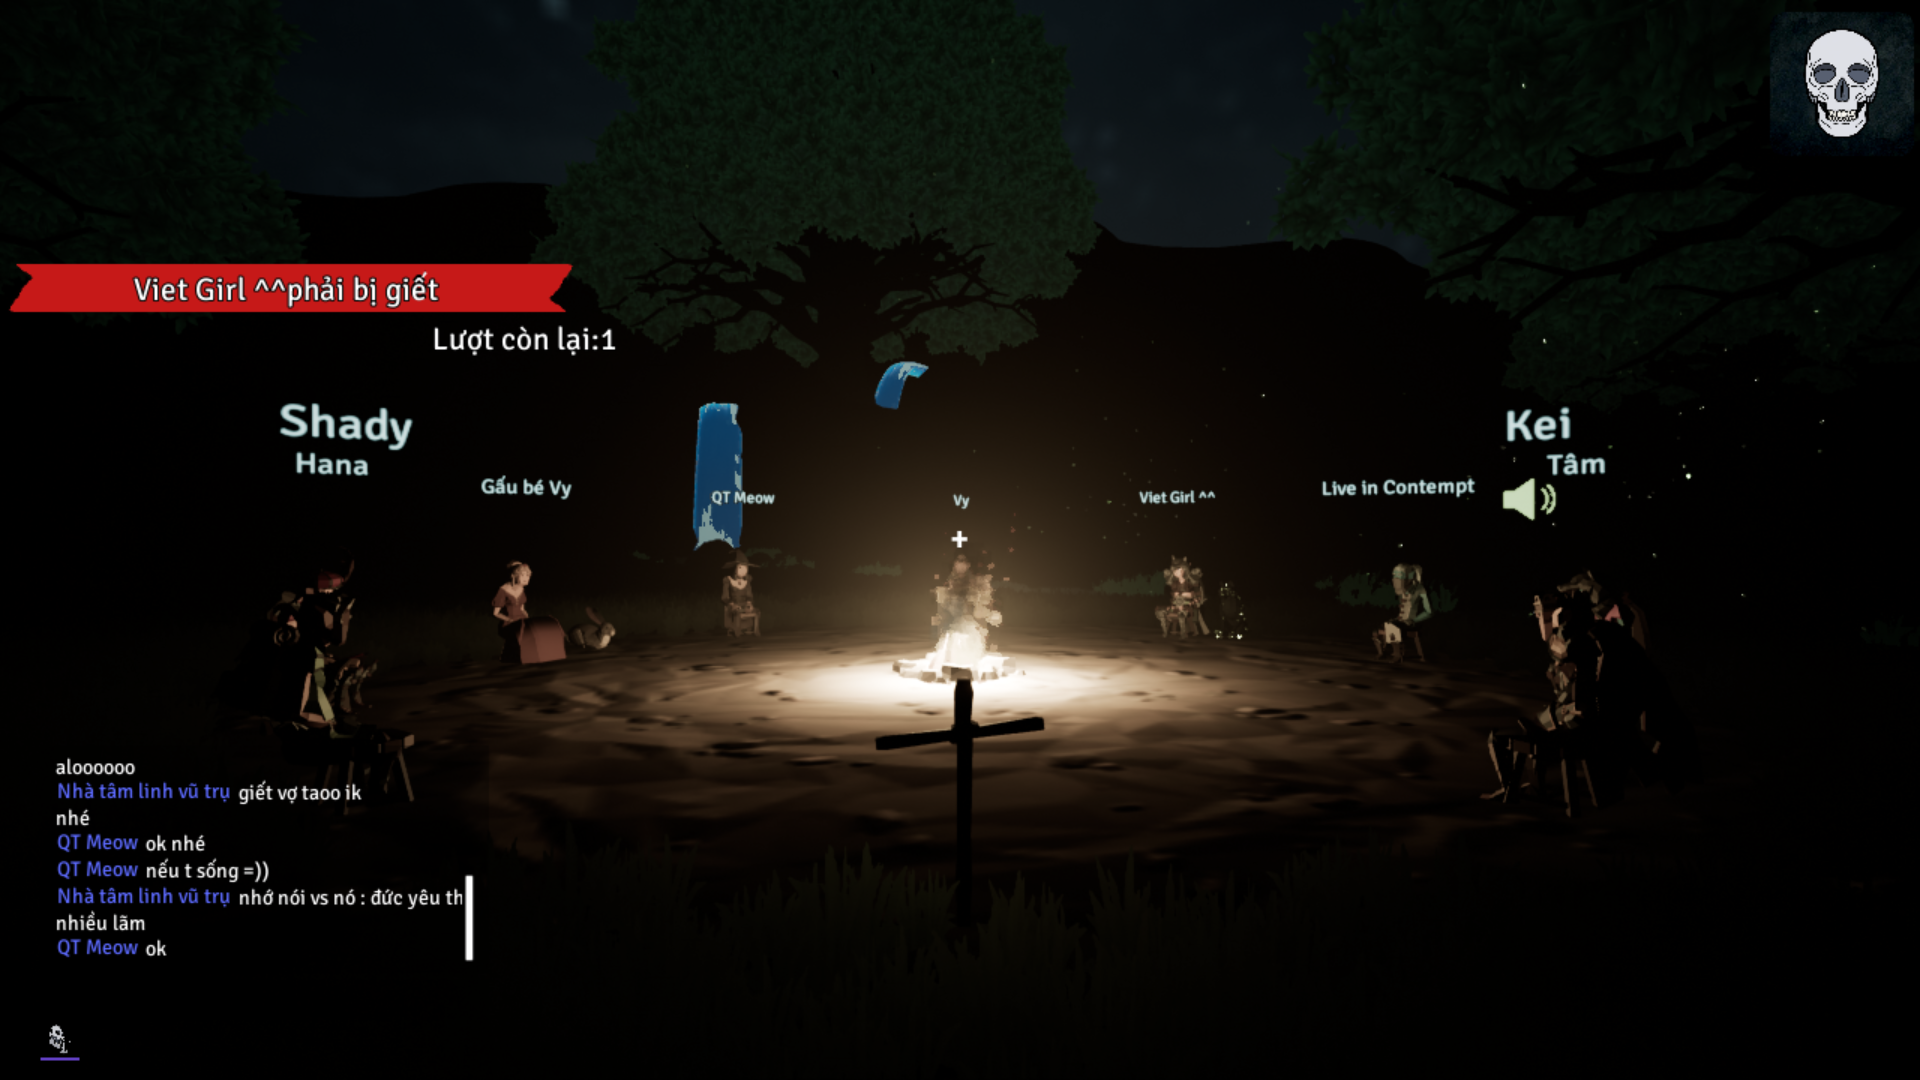 Viet Girl ^^phải bị giết
Lượt còn lại:1
Shady
Hana
Gấu bé Vy
QT Meow
Vy
Viet Girl ^^
Live in Contempt
Kei
Tâm
aloooooo
Nhà tâm linh vũ trụ giết vợ taoo ik
nhé
QT Meow ok nhé
QT Meow nếu t sống =))
Nhà tâm linh vũ trụ nhớ nói vs nó : đức yêu th
nhiều lãm
QT Meow ok